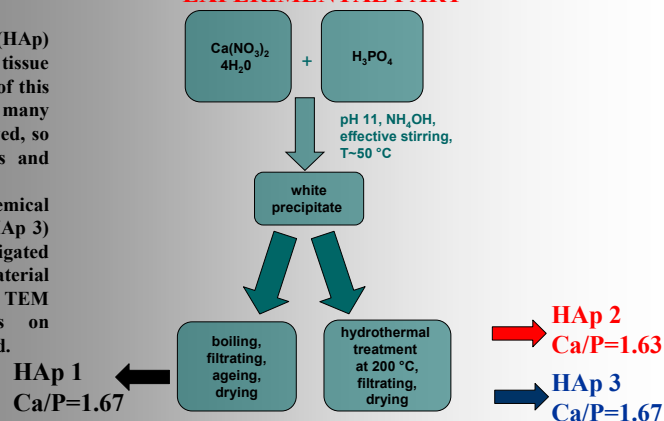 EXPERIMENTAL PART
(HAp)
tissue
of this
many
ed, so
s and
emical
Ap 3)
igated
aterial
TEM
s on
d.
Ca(NO3)2
4H20
+
H3PO4
pH 11, NH4OH,
effective stirring,
T~50 °C
white
precipitate
boiling,
filtrating,
ageing,
drying
hydrothermal
treatment
at 200 °C,
filtrating,
drying
HAp 1
Ca/P=1.67
HAp 2
Ca/P=1.63
HAp 3
Ca/P=1.67